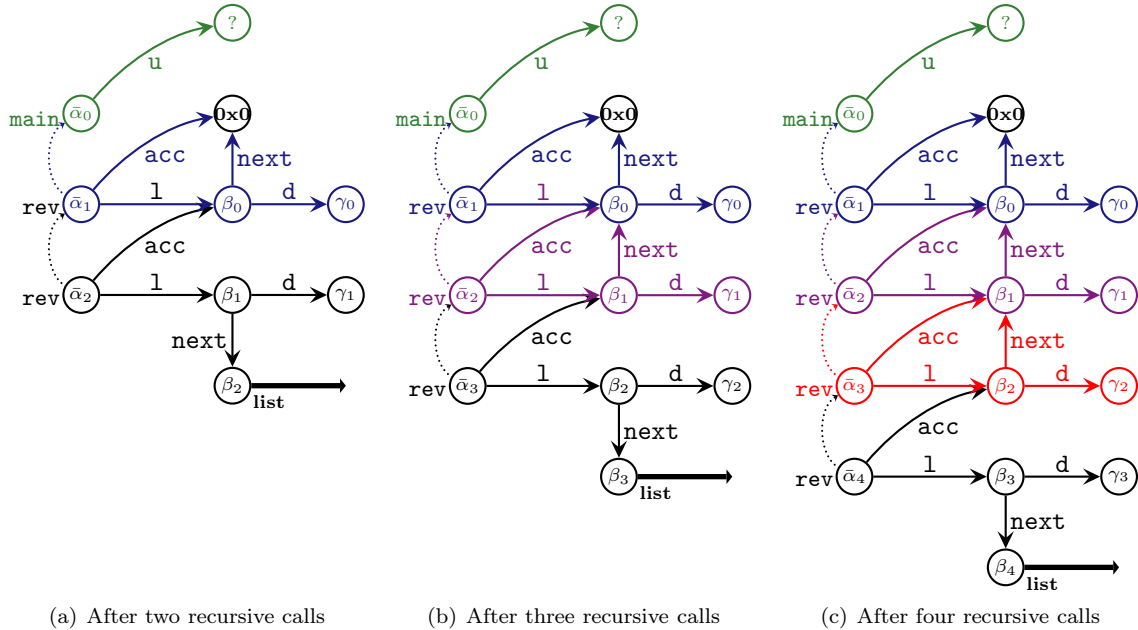 ?
u
main ᾱ₀ 0x0
acc next
rev ᾱ₁ l β₀ d γ₀
acc
rev ᾱ₂ l β₁ d γ₁
next
β₂ list
(a) After two recursive calls
?
u
main ᾱ₀ 0x0
acc next
rev ᾱ₁ l β₀ d γ₀
acc next
rev ᾱ₂ l β₁ d γ₁
acc
rev ᾱ₃ l β₂ d γ₂
next
β₃ list
(b) After three recursive calls
?
u
main ᾱ₀ 0x0
acc next
rev ᾱ₁ l β₀ d γ₀
acc next
rev ᾱ₂ l β₁ d γ₁
acc next
rev ᾱ₃ l β₂ d γ₂
acc
rev ᾱ₄ l β₃ d γ₃
next
β₄ list
(c) After four recursive calls